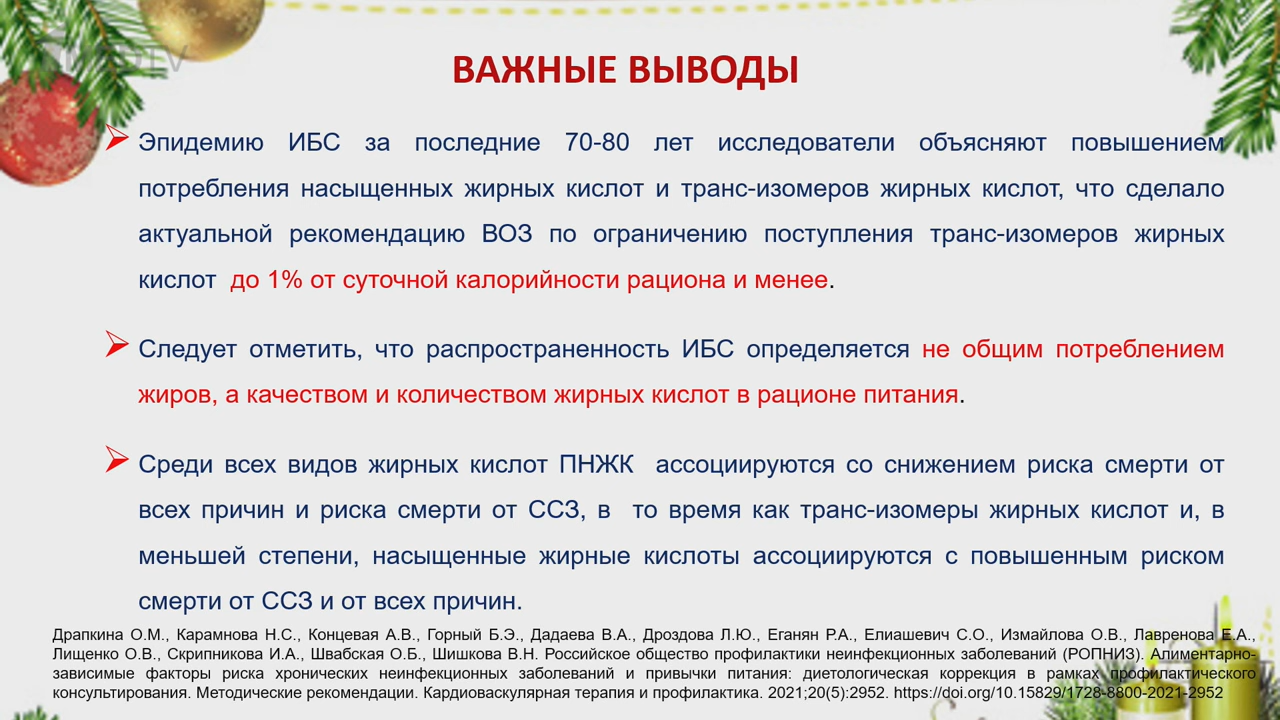 ВАЖНЫЕ ВЫВОДЫ
Эпидемию ИБС за последние 70-80 лет исследователи объясняют повышением
потребления насыщенных жирных кислот и транс-изомеров жирных кислот, что сделало
актуальной рекомендацию ВОЗ по ограничению поступления транс-изомеров жирных
кислот до 1% от суточной калорийности рациона и менее.
Следует отметить, что распространенность ИБС определяется не общим потреблением
жиров, а качеством и количеством жирных кислот в рационе питания.
Среди всех видов жирных кислот ПНЖК ассоциируются со снижением риска смерти от
всех причин и риска смерти от ССЗ, в то время как транс-изомеры жирных кислот и, в
меньшей степени, насыщенные жирные кислоты ассоциируются с повышенным риском
смерти от ССЗ и от всех причин.
Драпкина О.М., Карамнова Н.С., Концевая А.В., Горный Б.Э., Дадаева В.А., Дроздова Л.Ю., Еганян Р.А., Елиашевич С.О., Измайлова О.В., Лавренова Е.А.,
Лищенко О.В., Скрипникова И.А., Швабская О.Б., Шишкова В.Н. Российское общество профилактики неинфекционных заболеваний (РОПНИЗ). Алиментарно-
зависимые факторы риска хронических неинфекционных заболеваний и привычки питания: диетологическая коррекция в рамках профилактического
консультирования. Методические рекомендации. Кардиоваскулярная терапия и профилактика. 2021;20(5):2952. https://doi.org/10.15829/1728-8800-2021-2952